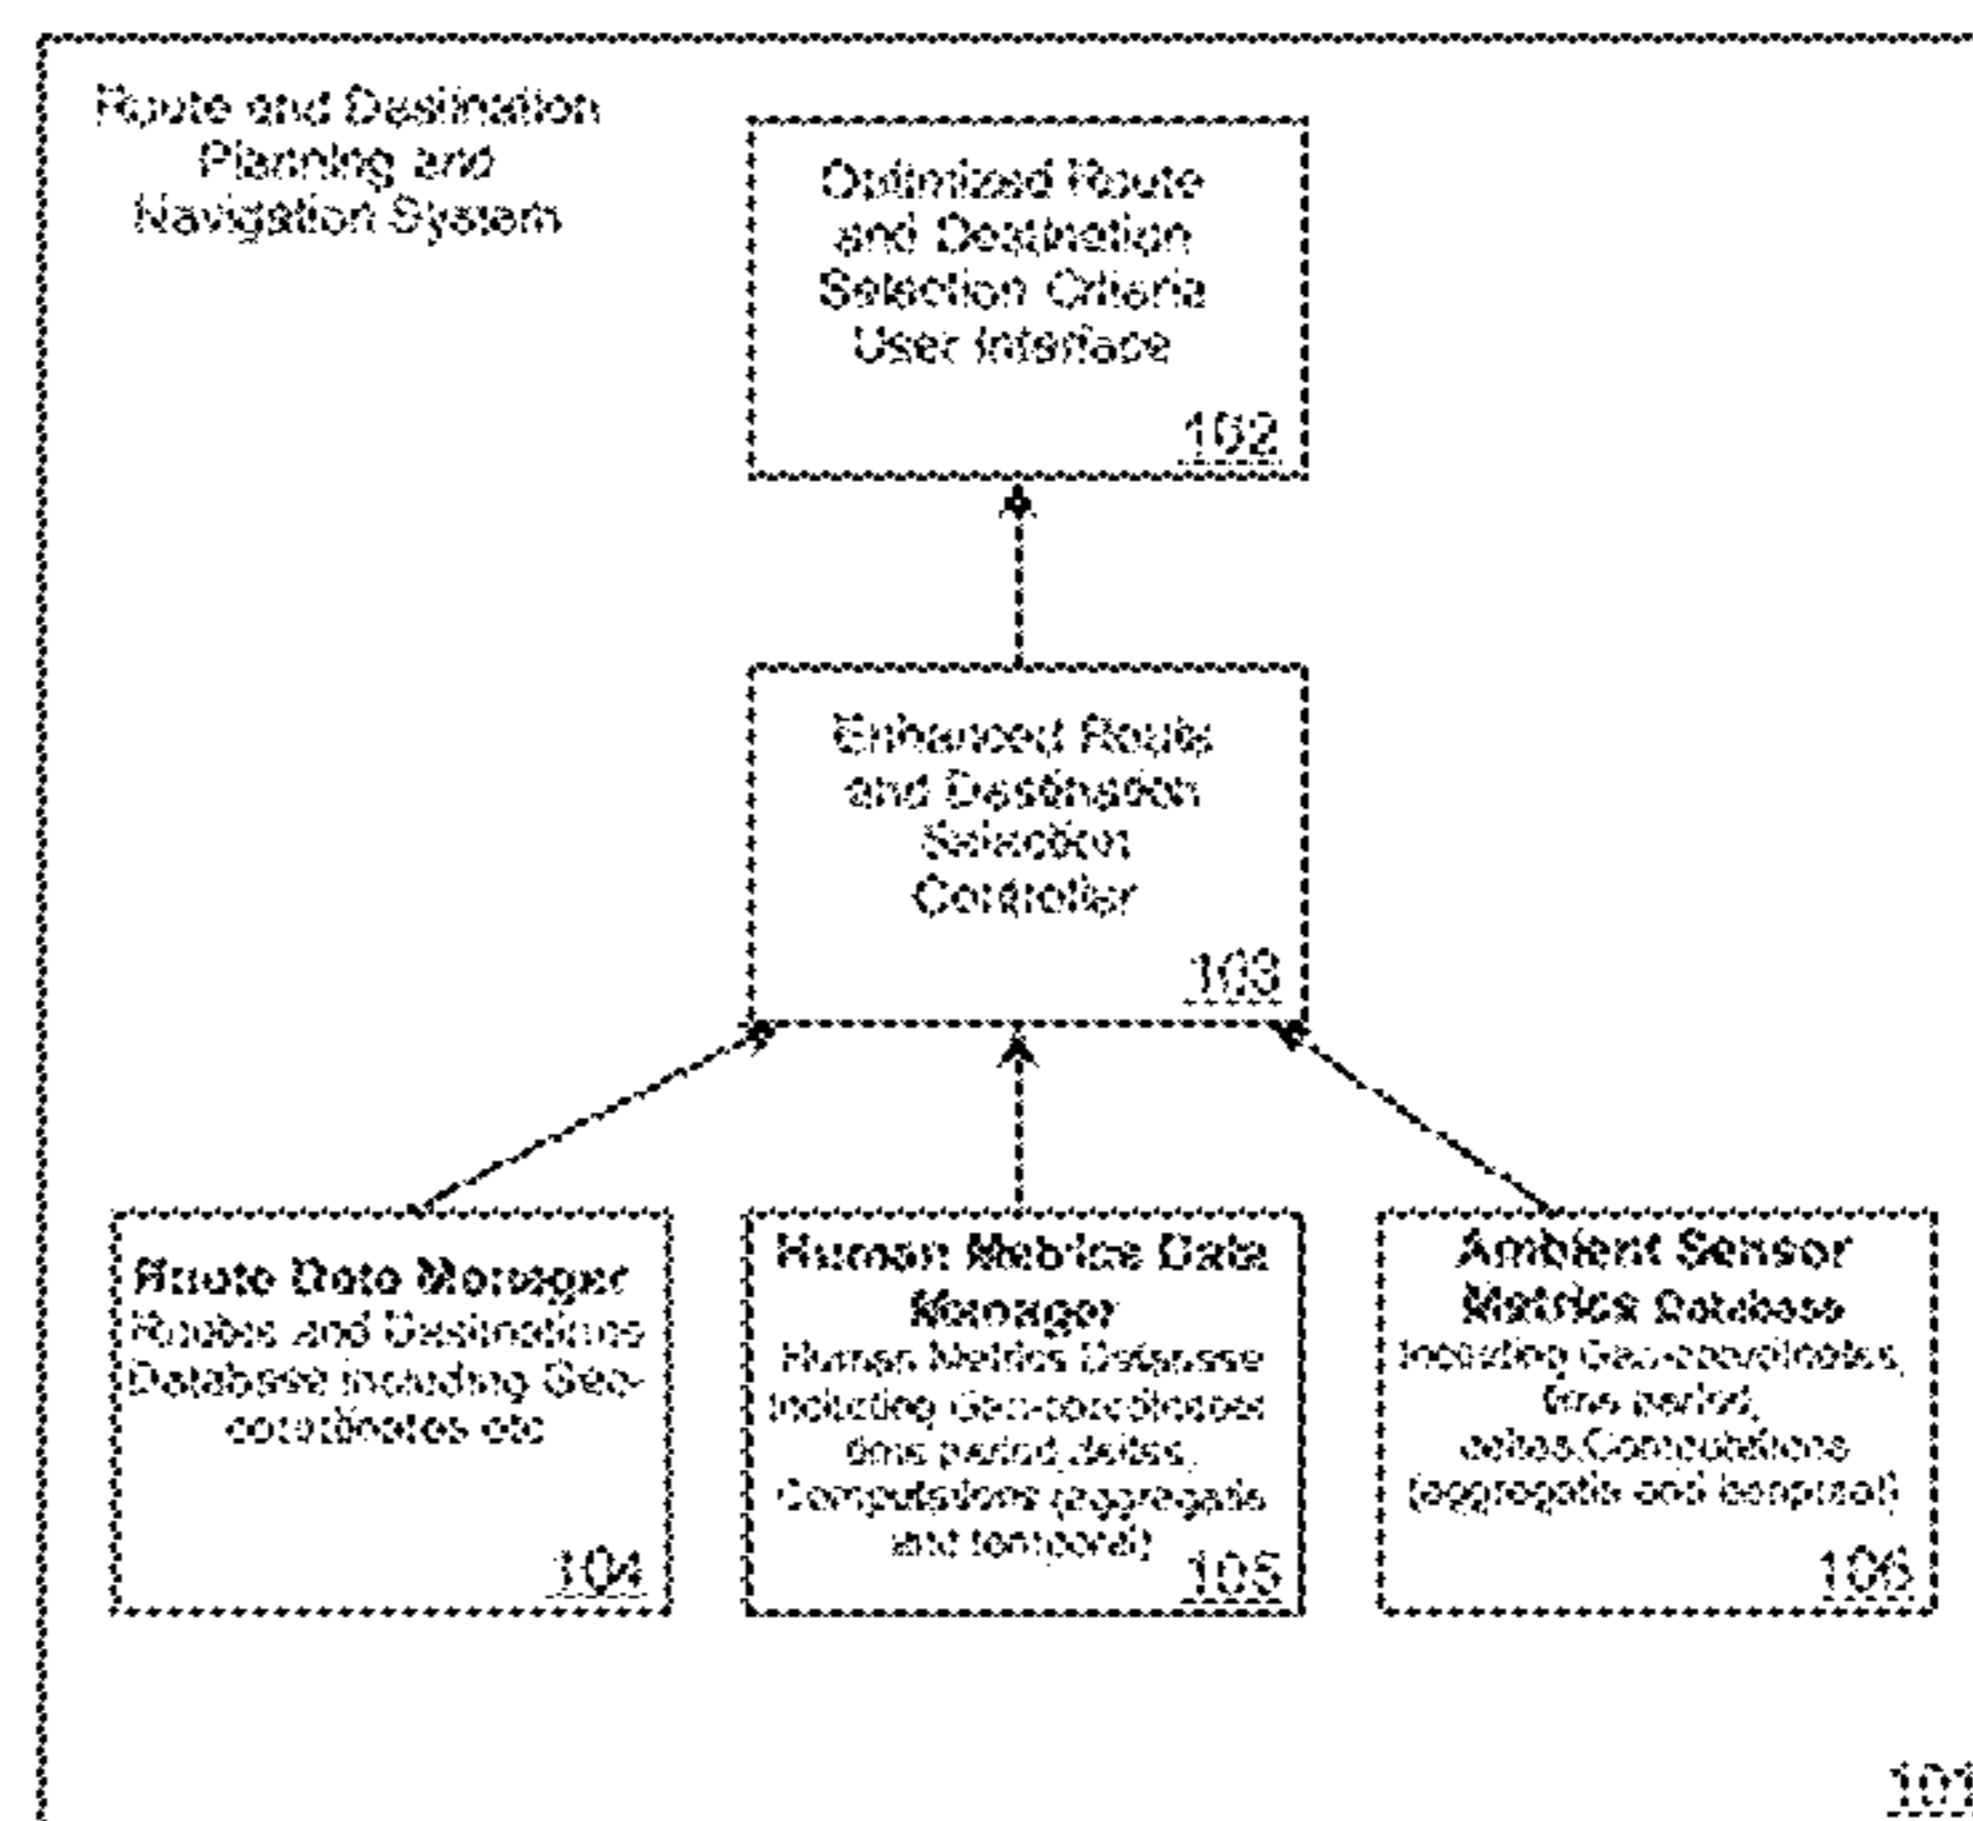 Route and Destination
Planning and
Navigation System
Optimized Route
and Destination
Selection Criteria
User Interface
102
Enhanced Route
and Destination
Selection
Controller
103
Route Data Manager
Routes and Destinations
Database including Geo-
coordinates etc
104
Human Metrics Data
Manager
Human Metrics Database
Including Geo-coordinates
time period, deltas,
Computations (aggregate
and temporal)
105
Ambient Sensor
Metrics Database
Including Geo-coordinates,
time period,
deltas, Computations
(aggregate and temporal)
106
101